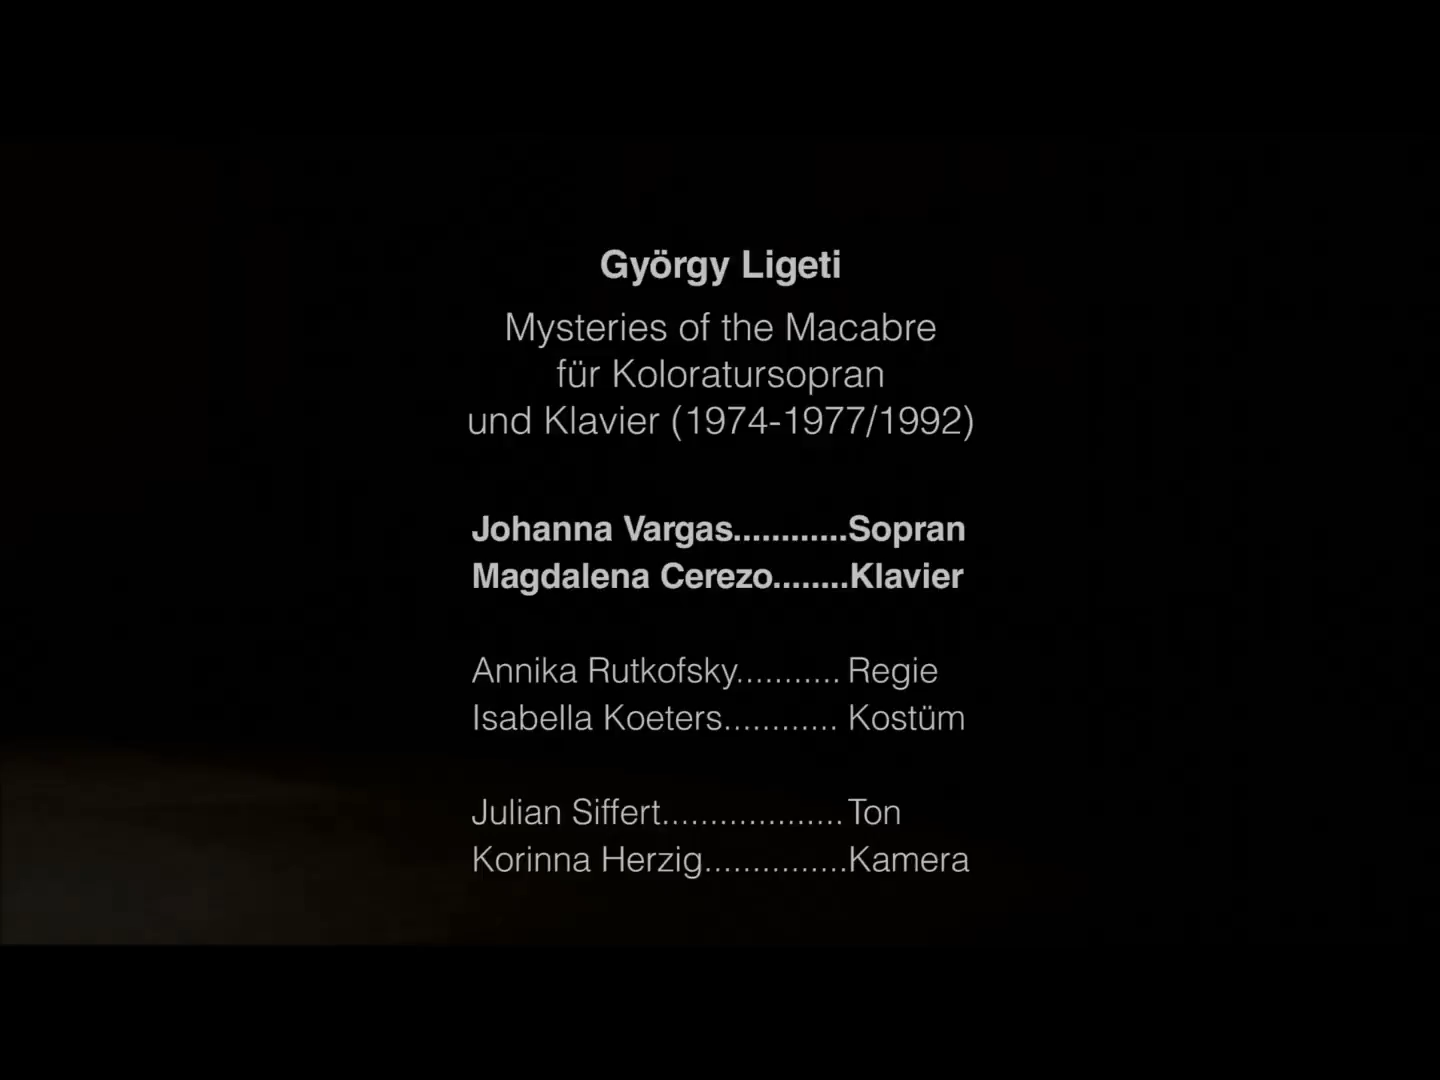 György Ligeti
Mysteries of the Macabre
für Koloratursopran
und Klavier (1974-1977/1992)
Johanna Vargas............Sopran
Magdalena Cerezo........Klavier
Annika Rutkofsky........... Regie
Isabella Koeters............ Kostüm
Julian Siffert...................Ton
Korinna Herzig...............Kamera